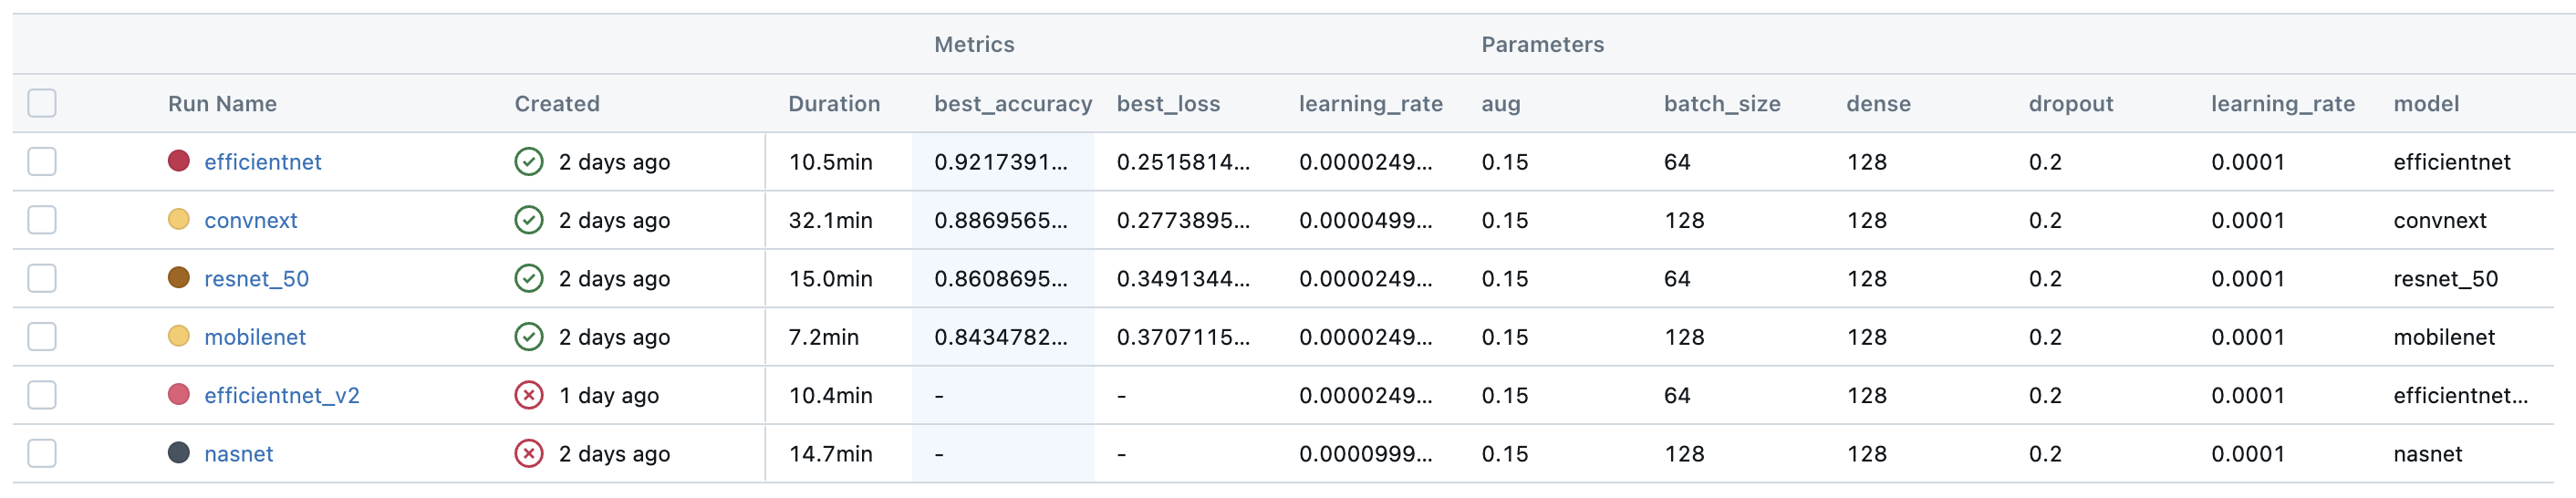 Metrics Parameters
Run Name Created Duration best_accuracy best_loss learning_rate aug batch_size dense dropout learning_rate model
efficientnet 2 days ago 10.5min 0.9217391... 0.2515814... 0.0000249... 0.15 64 128 0.2 0.0001 efficientnet
convnext 2 days ago 32.1min 0.8869565... 0.2773895... 0.0000499... 0.15 128 128 0.2 0.0001 convnext
resnet_50 2 days ago 15.0min 0.8608695... 0.3491344... 0.0000249... 0.15 64 128 0.2 0.0001 resnet_50
mobilenet 2 days ago 7.2min 0.8434782... 0.3707115... 0.0000249... 0.15 128 128 0.2 0.0001 mobilenet
efficientnet_v2 1 day ago 10.4min - - 0.0000249... 0.15 64 128 0.2 0.0001 efficientnet...
nasnet 2 days ago 14.7min - - 0.0000999... 0.15 128 128 0.2 0.0001 nasnet